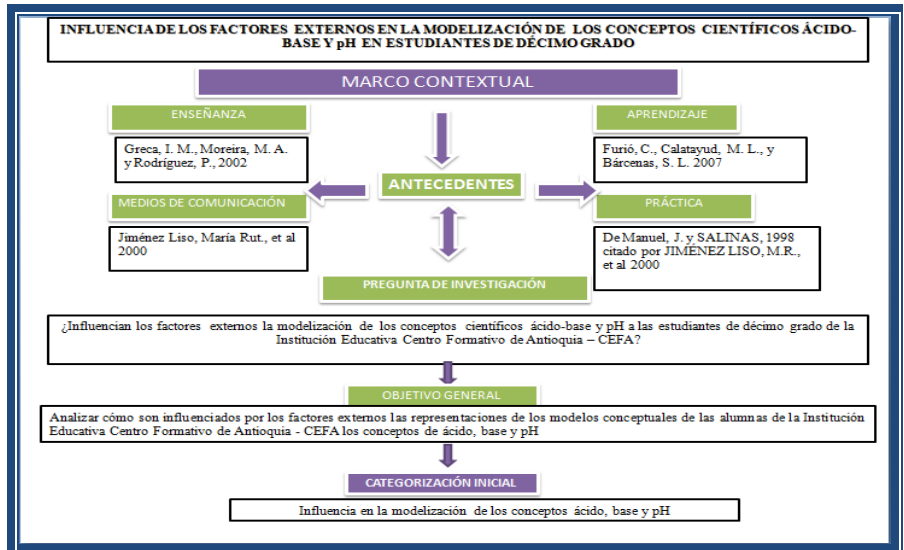 INFLUENCIA DE LOS FACTORES EXTERNOS EN LA MODELIZACIÓN DE LOS CONCEPTOS CIENTÍFICOS ÁCIDO-
BASE Y pH EN ESTUDIANTES DE DÉCIMO GRADO
MARCO CONTEXTUAL
ENSEÑANZA
Greca, I. M., Moreira, M. A.
y Rodríguez, P., 2002
APRENDIZAJE
Furió, C., Calatayud, M. L., y
Bárcenas, S. L. 2007
ANTECEDENTES
MEDIOS DE COMUNICACIÓN
Jiménez Liso, María Rut., et al
2000
PRÁCTICA
De Manuel, J. y SALINAS, 1998
citado por JIMÉNEZ LISO, M.R.,
et al 2000
PREGUNTA DE INVESTIGACIÓN
¿Influencian los factores externos la modelización de los conceptos científicos ácido-base y pH a las estudiantes de décimo grado de la
Institución Educativa Centro Formativo de Antioquia – CEFA?
OBJETIVO GENERAL
Analizar cómo son influenciados por los factores externos las representaciones de los modelos conceptuales de las alumnas de la Institución
Educativa Centro Formativo de Antioquia - CEFA los conceptos de ácido, base y pH
CATEGORIZACIÓN INICIAL
Influencia en la modelización de los conceptos ácido, base y pH